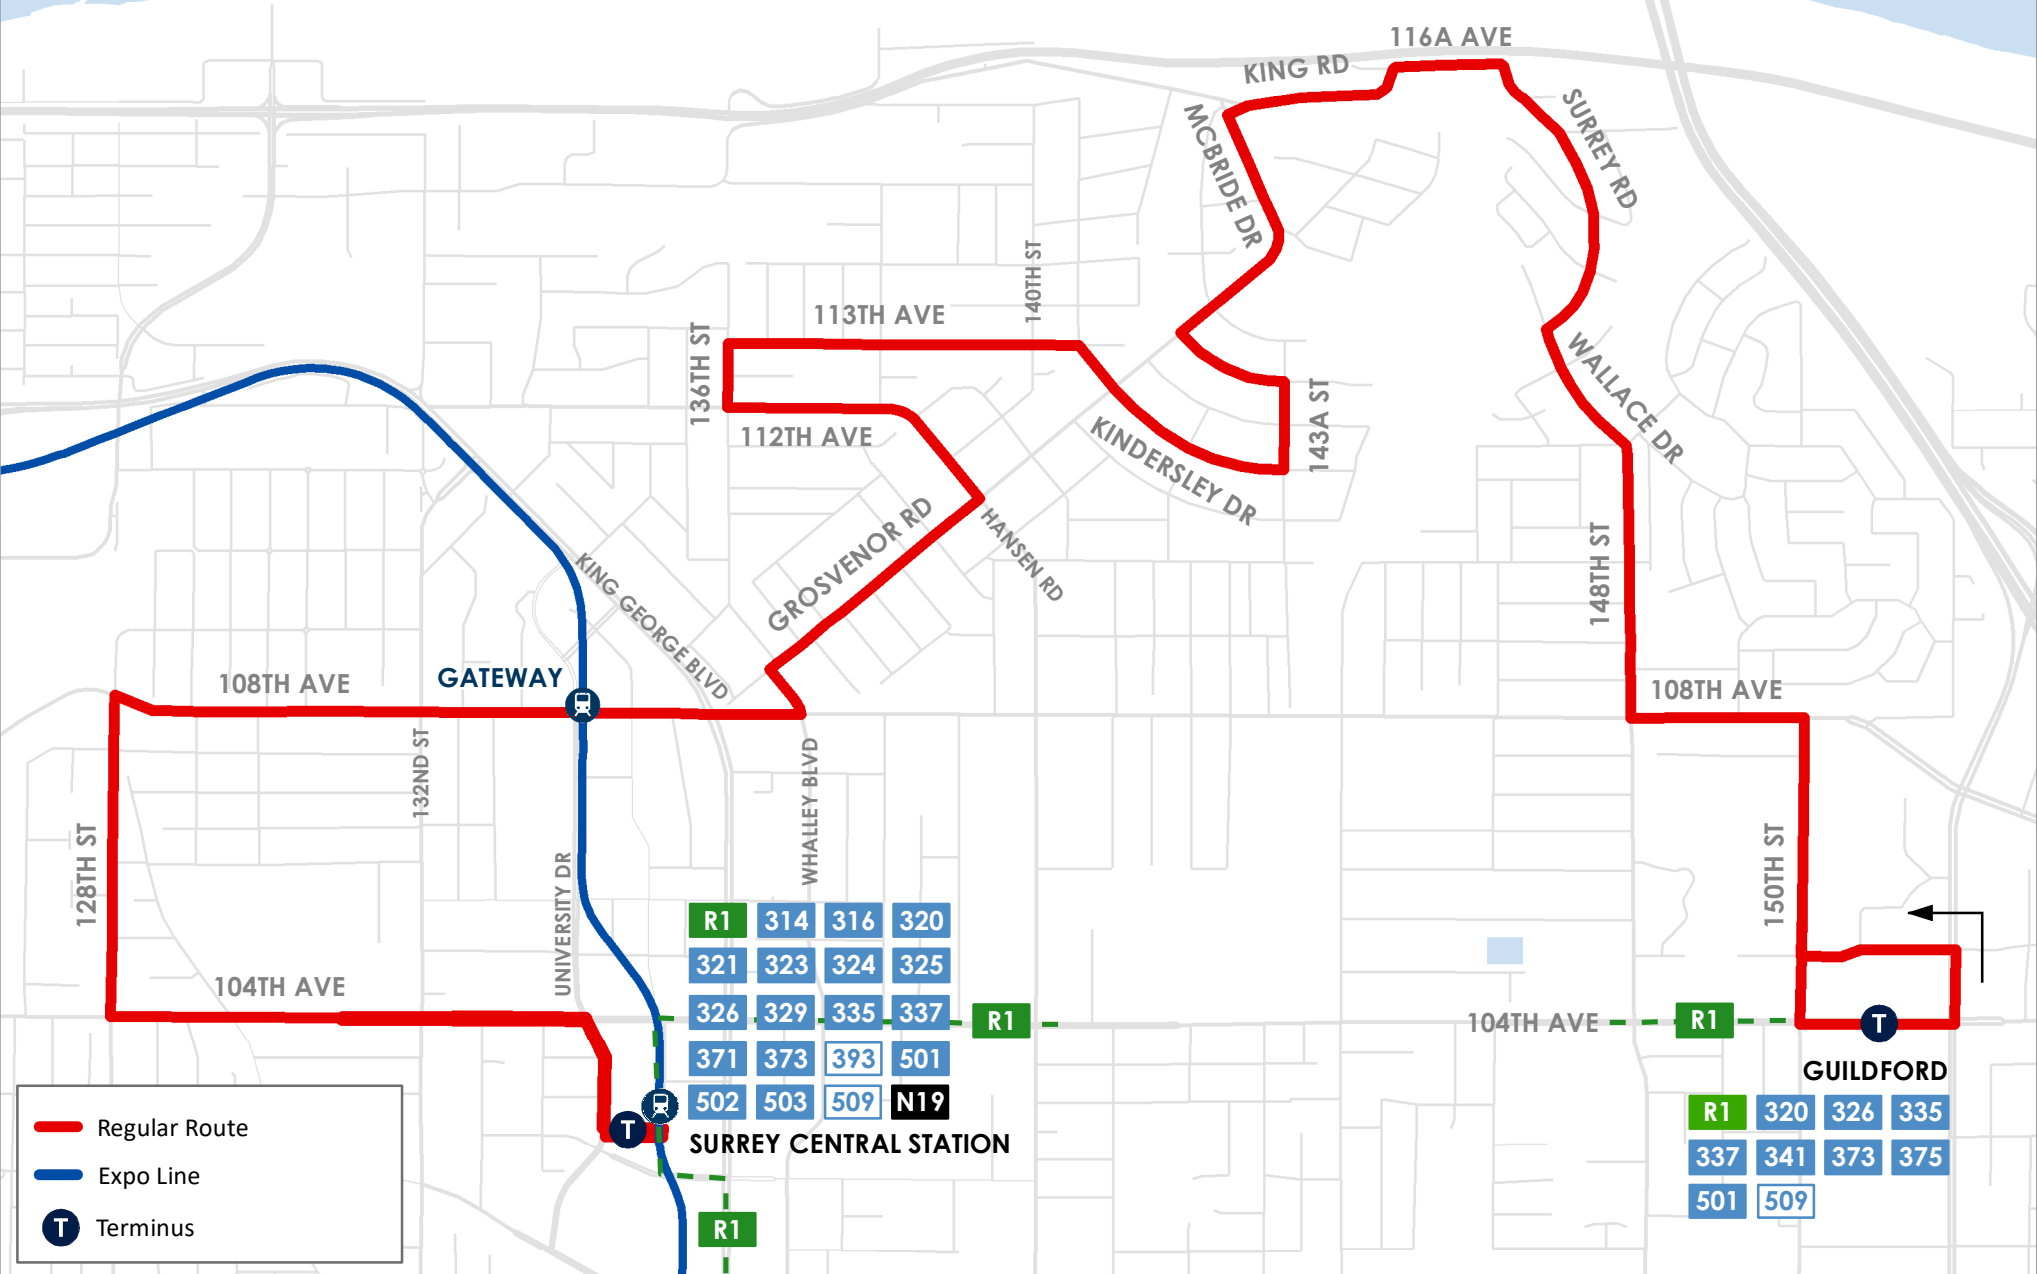 116A AVE
KING RD
SURREY RD
MCBRIDE DR
140TH ST
113TH AVE
136TH ST
WALLACE DR
143A ST
112TH AVE
KINDERSLEY DR
GROSVENOR RD
HANSEN RD
148TH ST
KING GEORGE BLVD
GATEWAY
108TH AVE
108TH AVE
132ND ST
WHALLEY BLVD
128TH ST
150TH ST
UNIVERSITY DR
R1 314 316 320
321 323 324 325
104TH AVE
326 329 335 337
R1
104TH AVE
R1
T
371 373 393 501
502 503 509 N19
T
SURREY CENTRAL STATION
GUILDFORD
R1 320 326 335
337 341 373 375
501 509
R1
Regular Route
Expo Line
T Terminus